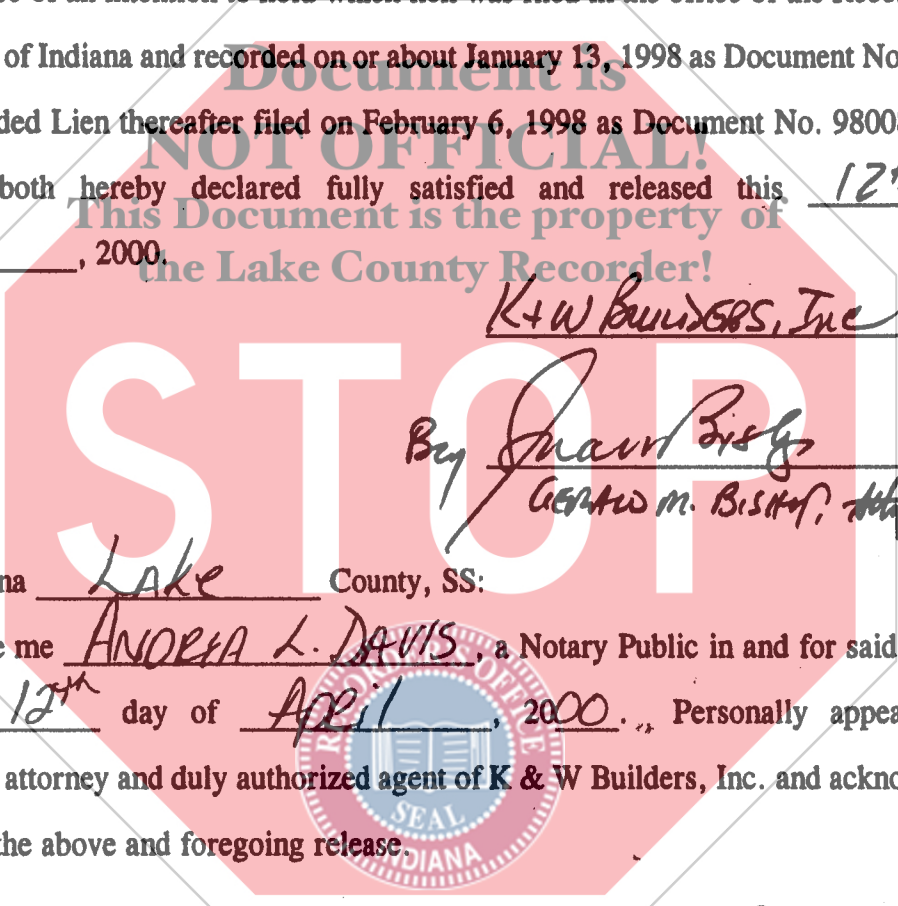 of Indiana and recorded on or about January 13, 1998 as Document No
ded Lien thereafter filed on February 6, 1998 as Document No. 9800
both hereby declared fully satisfied and released this 12th
, 2000.
Document is
NOT OFFICIAL!
This Document is the property of
the Lake County Recorder!
K+W BUILDERS, Inc
STOP
By
GERALD M. BISHOP,
na LAKE County, SS:
e me ANDREA L. DAVIS, a Notary Public in and for said
12th day of April, 2000. Personally appea
attorney and duly authorized agent of K & W Builders, Inc. and ackno
the above and foregoing release.
RECORDER'S OFFICE
SEAL
INDIANA